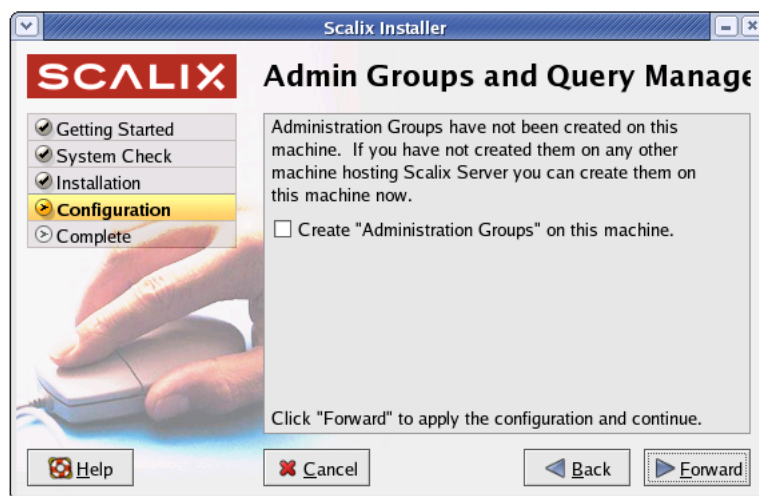 Scalix Installer
SCALIX
Admin Groups and Query Manage
Getting Started
System Check
Installation
Configuration
Complete
Administration Groups have not been created on this
machine. If you have not created them on any other
machine hosting Scalix Server you can create them on
this machine now.
Create "Administration Groups" on this machine.
Click "Forward" to apply the configuration and continue.
Help
Cancel
Back
Forward